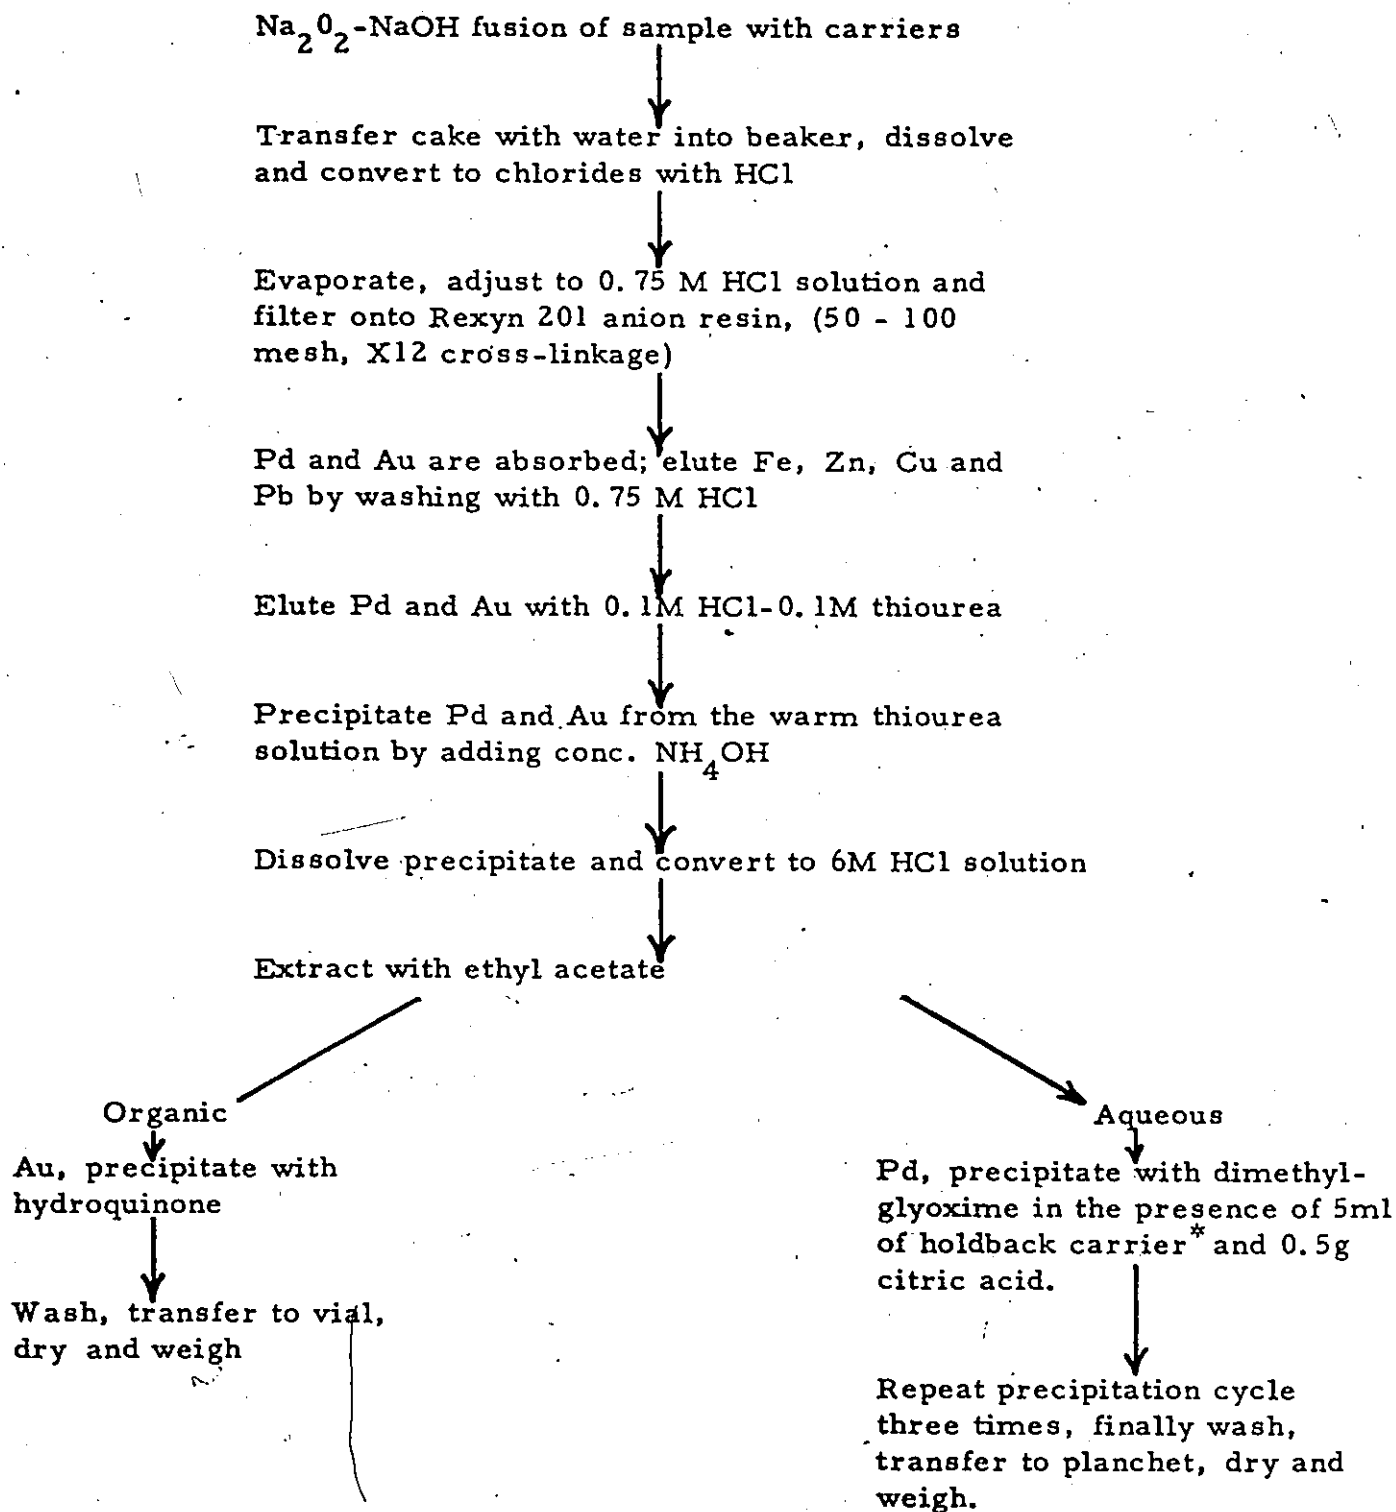 Na2O2-NaOH fusion of sample with carriers
Transfer cake with water into beaker, dissolve
and convert to chlorides with HCl
Evaporate, adjust to 0.75 M HCl solution and
filter onto Rexyn 201 anion resin, (50 - 100
mesh, X12 cross-linkage)
Pd and Au are absorbed; elute Fe, Zn, Cu and
Pb by washing with 0.75 M HCl
Elute Pd and Au with 0.1M HCl-0.1M thiourea
Precipitate Pd and Au from the warm thiourea
solution by adding conc. NH4OH
Dissolve precipitate and convert to 6M HCl solution
Extract with ethyl acetate
Organic
Au, precipitate with
hydroquinone
Wash, transfer to vial,
dry and weigh
Aqueous
Pd, precipitate with dimethyl-
glyoxime in the presence of 5ml
of holdback carrier* and 0.5g
citric acid.
Repeat precipitation cycle
three times, finally wash,
transfer to planchet, dry and
weigh.